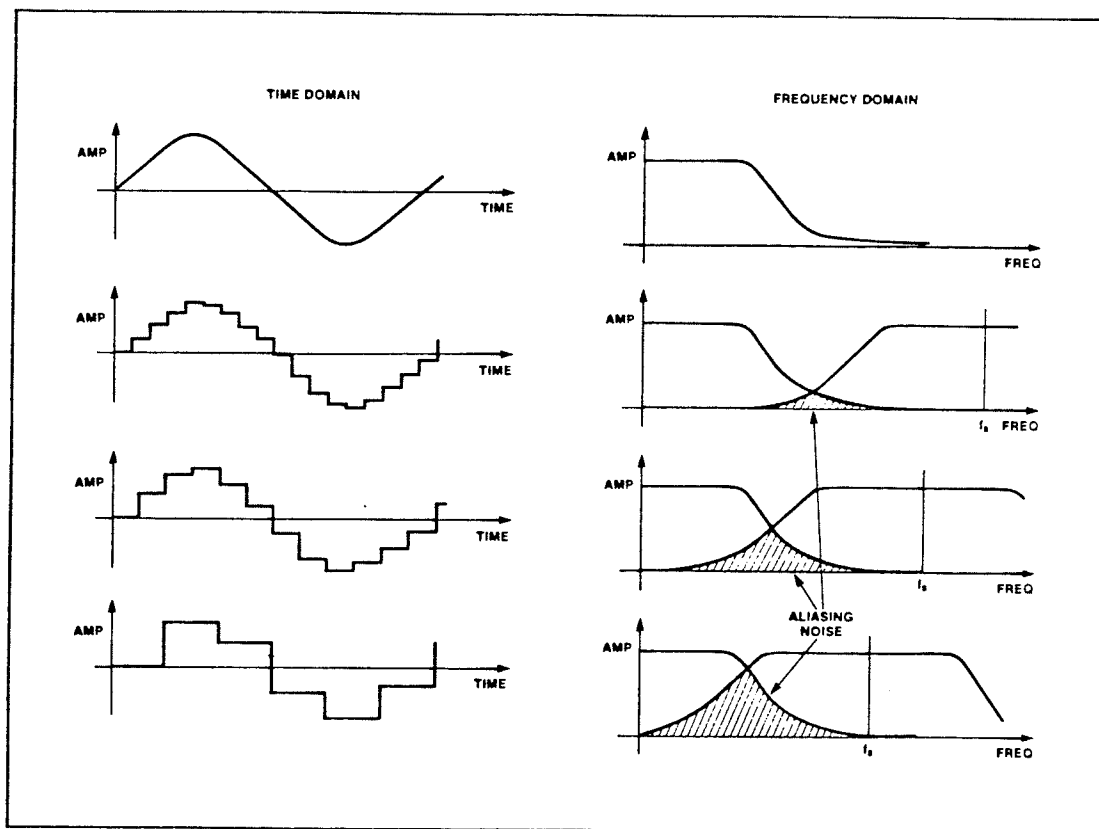 TIME DOMAIN
FREQUENCY DOMAIN
AMP
TIME
AMP
FREQ
AMP
TIME
AMP
fs FREQ
AMP
TIME
AMP
fs
FREQ
ALIASING
NOISE
AMP
TIME
AMP
fs
FREQ